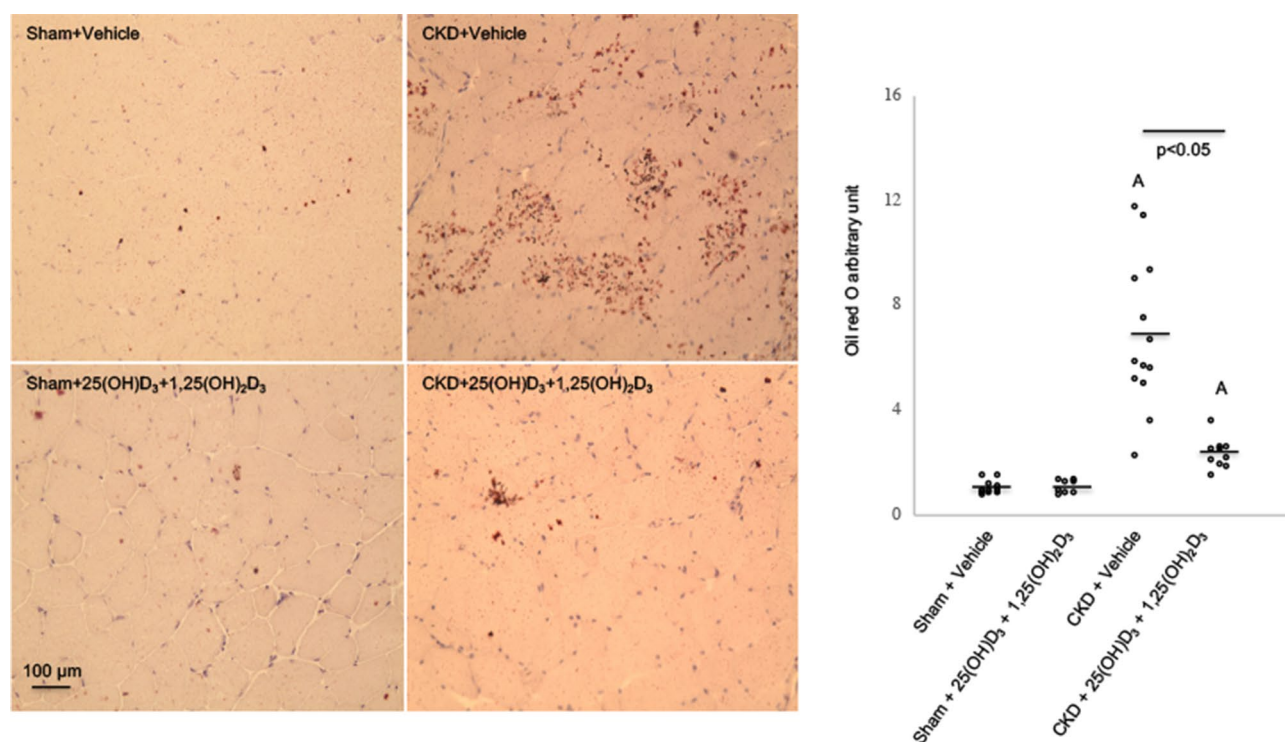 Sham+Vehicle
CKD+Vehicle
Sham+25(OH)D₃+1,25(OH)₂D₃
CKD+25(OH)D₃+1,25(OH)₂D₃
100 µm
16
12
8
4
0
Oil red O arbitrary unit
p<0.05
A
A
Sham + Vehicle
Sham + 25(OH)D₃ + 1,25(OH)₂D₃
CKD + Vehicle
CKD + 25(OH)D₃ + 1,25(OH)₂D₃